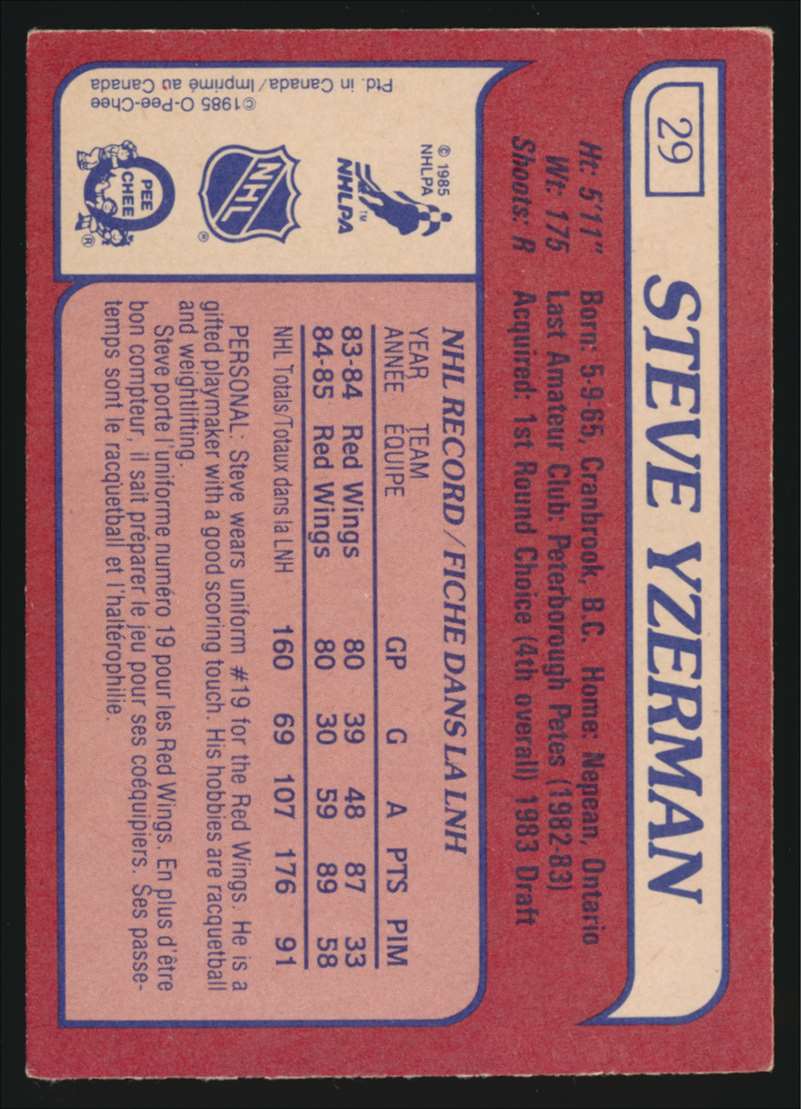 29
STEVE YZERMAN
Ht: 5'11" Born: 5-9-65, Cranbrook, B.C. Home: Nepean, Ontario
Wt: 175 Last Amateur Club: Peterborough Petes (1982-83)
Shoots: R Acquired: 1st Round Choice (4th overall) 1983 Draft
© 1985
NHLPA
NHLPA™
NHL®
PEE
CHEE
®
©1985 O-Pee-Chee
Ptd. in Canada/Imprimé au Canada
NHL RECORD / FICHE DANS LA LNH
YEAR TEAM
ANNÉE ÉQUIPE GP G A PTS PIM
83-84 Red Wings 80 39 48 87 33
84-85 Red Wings 80 30 59 89 58
NHL Totals/Totaux dans la LNH 160 69 107 176 91
PERSONAL: Steve wears uniform #19 for the Red Wings. He is a
gifted playmaker with a good scoring touch. His hobbies are racquetball
and weightlifting.
Steve porte l'uniforme numéro 19 pour les Red Wings. En plus d'être
bon compteur, il sait préparer le jeu pour ses coéquipiers. Ses passe-
temps sont le racquetball et l'haltérophilie.